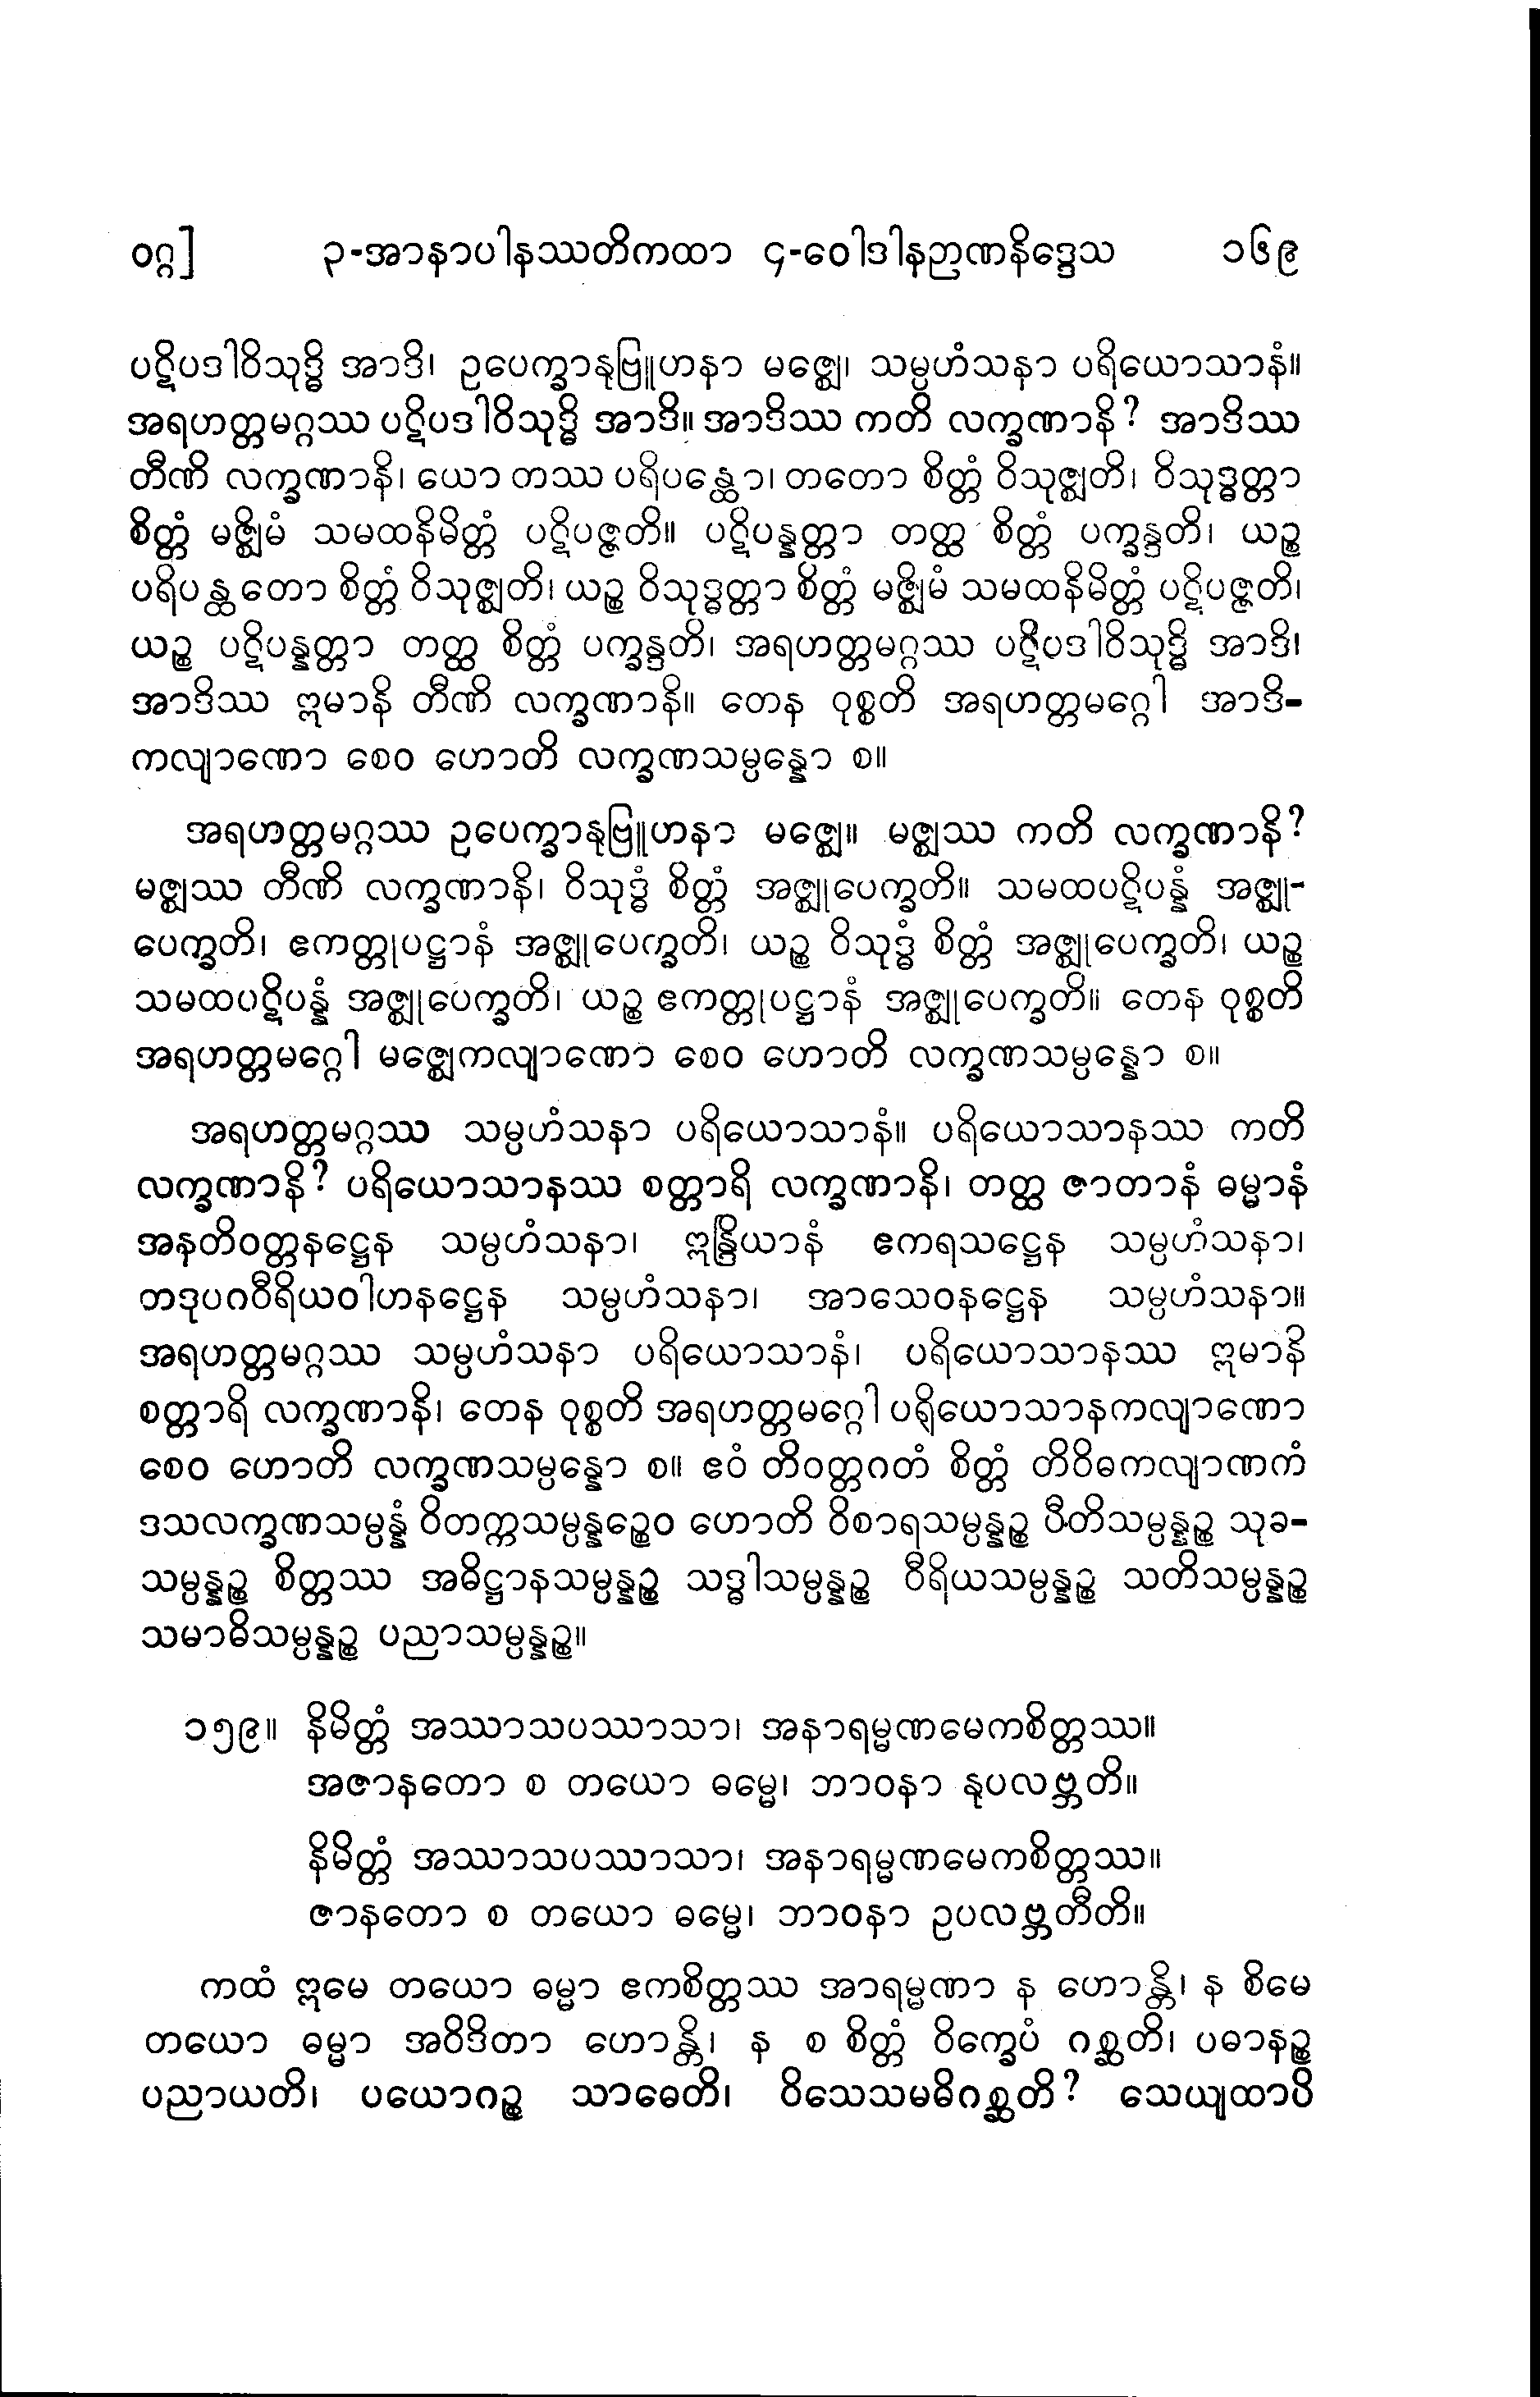 ဝဂ္ဂ] ၃-အာနာပါနဿတိကထာ ၄-ဝေါဒါနဉာဏနိဒ္ဒေသ ၁၆၉
ပဋိပဒါဝိသုဒ္ဓိ အာဒိ၊ ဥပေက္ခာနုဗြူဟနာ မဇ္ဈေ၊ သမ္ပဟံသနာ ပရိယောသာနံ။
အရဟတ္တမဂ္ဂဿ ပဋိပဒါဝိသုဒ္ဓိ အာဒိ။ အာဒိဿ ကတိ လက္ခဏာနိ? အာဒိဿ
တီဏိ လက္ခဏာနိ၊ ယော တဿ ပရိပန္ထော၊ တတော စိတ္တံ ဝိသုဇ္ဈတိ၊ ဝိသုဒ္ဓတ္တာ
စိတ္တံ မဇ္ဈိမံ သမထနိမိတ္တံ ပဋိပဇ္ဇတိ။ ပဋိပန္နတ္တာ တတ္ထ စိတ္တံ ပက္ခန္ဒတိ၊ ယဉ္စ
ပရိပန္ထတော စိတ္တံ ဝိသုဇ္ဈတိ၊ ယဉ္စ ဝိသုဒ္ဓတ္တာ စိတ္တံ မဇ္ဈိမံ သမထနိမိတ္တံ ပဋိပဇ္ဇတိ၊
ယဉ္စ ပဋိပန္နတ္တာ တတ္ထ စိတ္တံ ပက္ခန္ဒတိ၊ အရဟတ္တမဂ္ဂဿ ပဋိပဒါဝိသုဒ္ဓိ အာဒိ၊
အာဒိဿ ဣမာနိ တီဏိ လက္ခဏာနိ။ တေန ဝုစ္စတိ အရဟတ္တမဂ္ဂေါ အာဒိ-
ကလျာဏော စေဝ ဟောတိ လက္ခဏသမ္ပန္နော စ။
အရဟတ္တမဂ္ဂဿ ဥပေက္ခာနုဗြူဟနာ မဇ္ဈေ။ မဇ္ဈဿ ကတိ လက္ခဏာနိ?
မဇ္ဈဿ တီဏိ လက္ခဏာနိ၊ ဝိသုဒ္ဓံ စိတ္တံ အဇ္ဈုပေက္ခတိ။ သမထပဋိပန္နံ အဇ္ဈု-
ပေက္ခတိ၊ ဧကတ္တုပဋ္ဌာနံ အဇ္ဈုပေက္ခတိ၊ ယဉ္စ ဝိသုဒ္ဓံ စိတ္တံ အဇ္ဈုပေက္ခတိ၊ ယဉ္စ
သမထပဋိပန္နံ အဇ္ဈုပေက္ခတိ၊ ယဉ္စ ဧကတ္တုပဋ္ဌာနံ အဇ္ဈုပေက္ခတိ။ တေန ဝုစ္စတိ
အရဟတ္တမဂ္ဂေါ မဇ္ဈေကလျာဏော စေဝ ဟောတိ လက္ခဏသမ္ပန္နော စ။
အရဟတ္တမဂ္ဂဿ သမ္ပဟံသနာ ပရိယောသာနံ။ ပရိယောသာနဿ ကတိ
လက္ခဏာနိ? ပရိယောသာနဿ စတ္တာရိ လက္ခဏာနိ၊ တတ္ထ ဇာတာနံ ဓမ္မာနံ
အနတိဝတ္တနဋ္ဌေန သမ္ပဟံသနာ၊ ဣန္ဒြိယာနံ ဧကရသဋ္ဌေန သမ္ပဟံသနာ၊
တဒုပဂဝီရိယဝါဟနဋ္ဌေန သမ္ပဟံသနာ၊ အာသေဝနဋ္ဌေန သမ္ပဟံသနာ။
အရဟတ္တမဂ္ဂဿ သမ္ပဟံသနာ ပရိယောသာနံ၊ ပရိယောသာနဿ ဣမာနိ
စတ္တာရိ လက္ခဏာနိ၊ တေန ဝုစ္စတိ အရဟတ္တမဂ္ဂေါ ပရိယောသာနကလျာဏော
စေဝ ဟောတိ လက္ခဏသမ္ပန္နော စ။ ဧဝံ တိဝတ္တဂတံ စိတ္တံ တိဝိဓကလျာဏကံ
ဒသလက္ခဏသမ္ပန္နံ ဝိတက္ကသမ္ပန္နဉ္စေဝ ဟောတိ ဝိစာရသမ္ပန္နဉ္စ ပီတိသမ္ပန္နဉ္စ သုခ-
သမ္ပန္နဉ္စ စိတ္တဿ အဓိဋ္ဌာနသမ္ပန္နဉ္စ သဒ္ဓါသမ္ပန္နဉ္စ ဝီရိယသမ္ပန္နဉ္စ သတိသမ္ပန္နဉ္စ
သမာဓိသမ္ပန္နဉ္စ ပညာသမ္ပန္နဉ္စ။
၁၅၉။ နိမိတ္တံ အဿာသပဿာသာ၊ အနာရမ္မဏမေကစိတ္တဿ။
အဇာနတော စ တယော ဓမ္မေ၊ ဘာဝနာ နုပလဗ္ဘတိ။
နိမိတ္တံ အဿာသပဿာသာ၊ အနာရမ္မဏမေကစိတ္တဿ။
ဇာနတော စ တယော ဓမ္မေ၊ ဘာဝနာ ဥပလဗ္ဘတီတိ။
ကထံ ဣမေ တယော ဓမ္မာ ဧကစိတ္တဿ အာရမ္မဏာ န ဟောန္တိ၊ န စိမေ
တယော ဓမ္မာ အဝိဒိတာ ဟောန္တိ၊ န စ စိတ္တံ ဝိက္ခေပံ ဂစ္ဆတိ၊ ပဓာနဉ္စ
ပညာယတိ၊ ပယောဂဉ္စ သာဓေတိ၊ ဝိသေသမဓိဂစ္ဆတိ? သေယျထာပိ